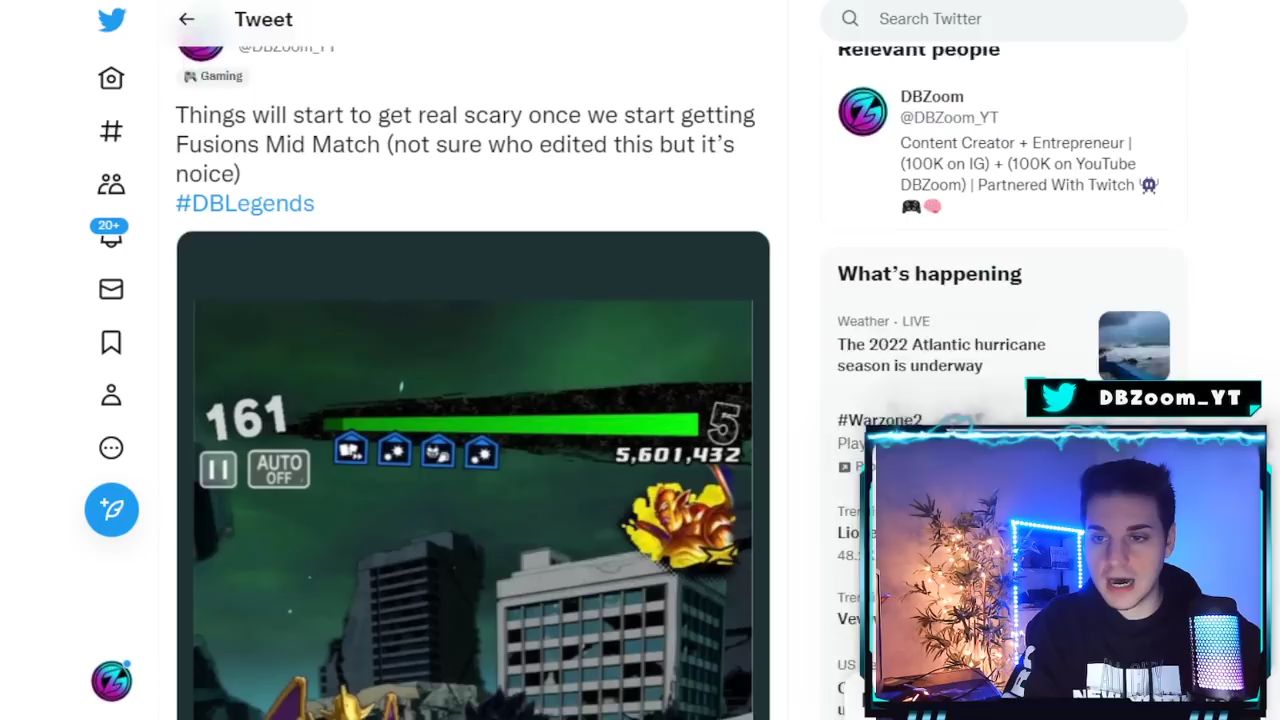 Tweet
Search Twitter
@DBZoom_YT
Gaming
Things will start to get real scary once we start getting
Fusions Mid Match (not sure who edited this but it's
noice)
#DBLegends
20+
161
5
AUTO
OFF
5,601,432
Relevant people
DBZoom
@DBZoom_YT
Content Creator + Entrepreneur |
(100K on IG) + (100K on YouTube
DBZoom) | Partnered With Twitch
What's happening
Weather · LIVE
The 2022 Atlantic hurricane
season is underway
#Warzone2
DBZoom_YT
48.
US